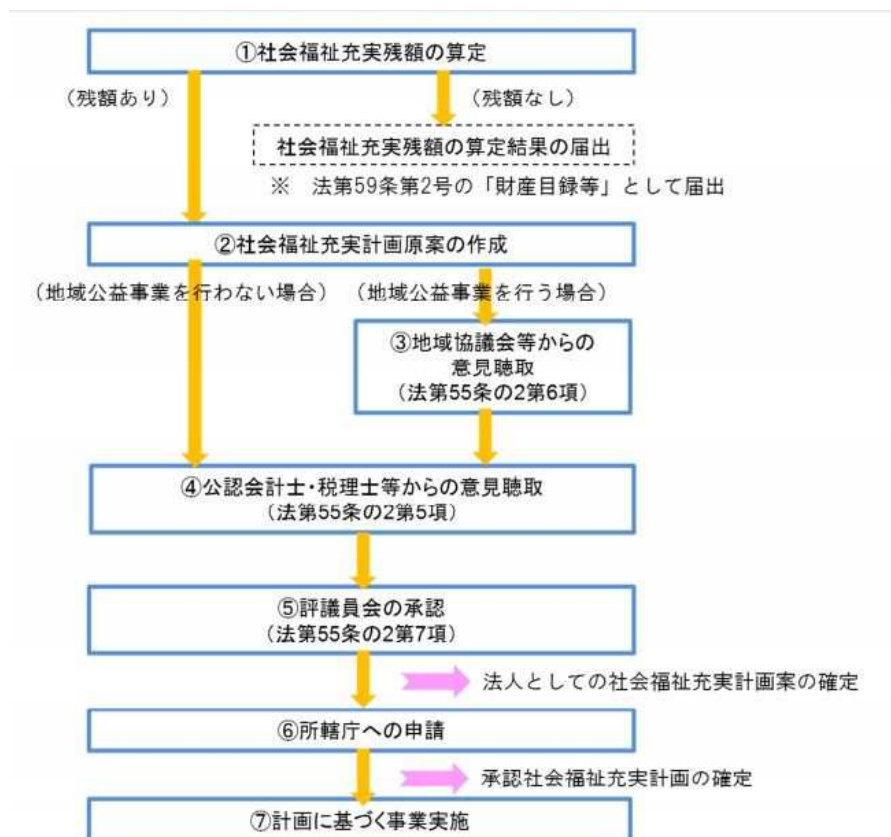 ①社会福祉充実残額の算定
（残額あり）
（残額なし）
社会福祉充実残額の算定結果の届出
※　法第59条第2号の「財産目録等」として届出
②社会福祉充実計画原案の作成
（地域公益事業を行わない場合）
（地域公益事業を行う場合）
③地域協議会等からの
意見聴取
（法第55条の2第6項）
④公認会計士・税理士等からの意見聴取
（法第55条の2第5項）
⑤評議員会の承認
（法第55条の2第7項）
法人としての社会福祉充実計画案の確定
⑥所轄庁への申請
承認社会福祉充実計画の確定
⑦計画に基づく事業実施